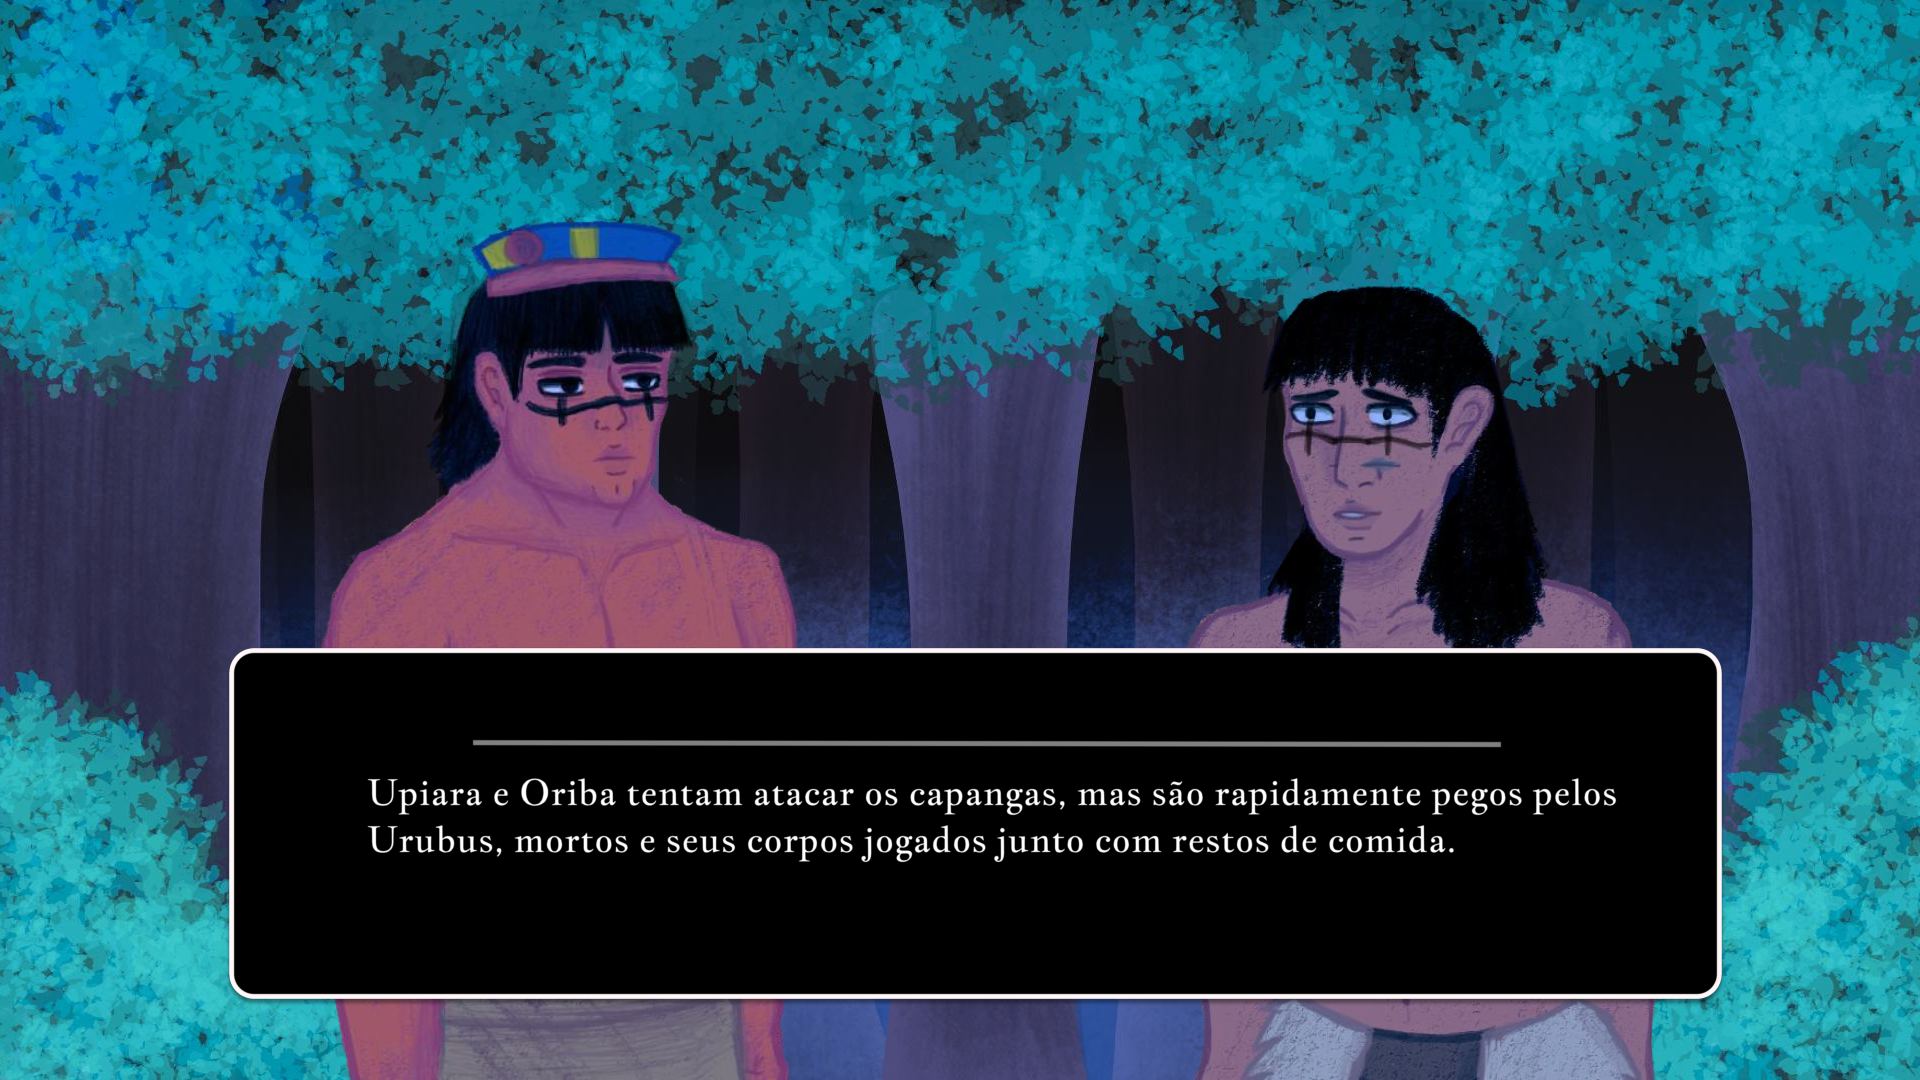 Upiara e Oriba tentam atacar os capangas, mas são rapidamente pegos pelos
Urubus, mortos e seus corpos jogados junto com restos de comida.